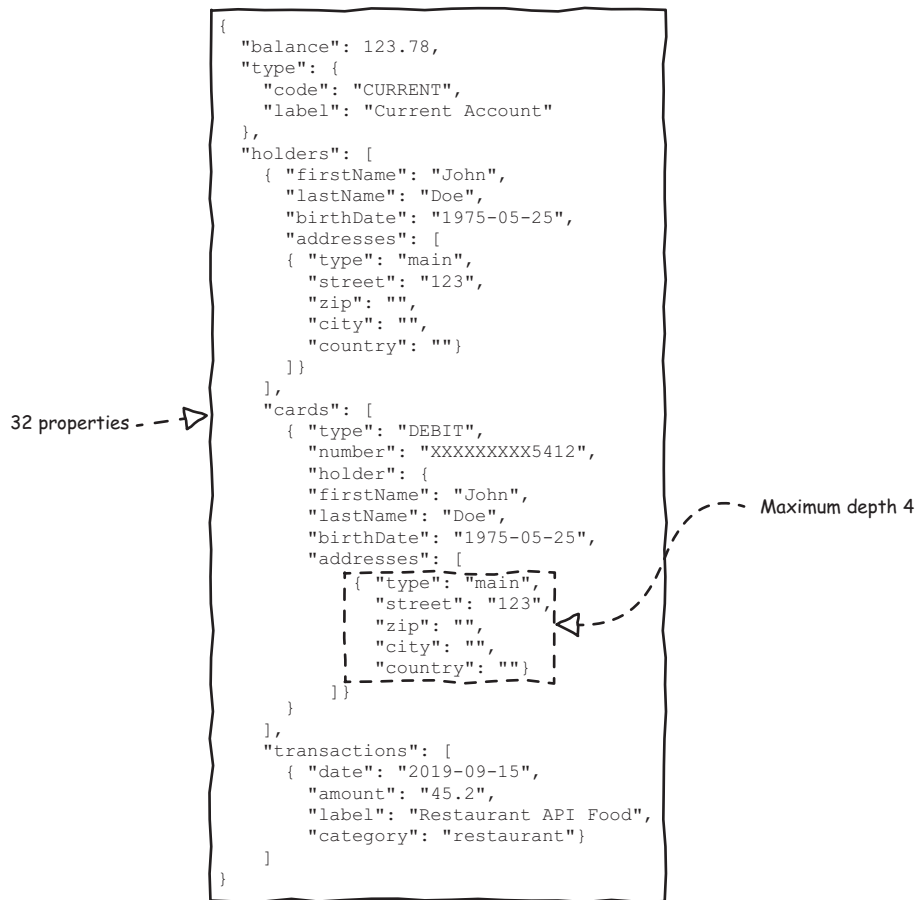 {
"balance": 123.78,
"type": {
"code": "CURRENT",
"label": "Current Account"
},
"holders": [
{ "firstName": "John",
"lastName": "Doe",
"birthDate": "1975-05-25",
"addresses": [
{ "type": "main",
"street": "123",
"zip": "",
"city": "",
"country": ""}
]}
],
32 properties
"cards": [
{ "type": "DEBIT",
"number": "XXXXXXXXX5412",
"holder": {
"firstName": "John",
"lastName": "Doe",
"birthDate": "1975-05-25",
"addresses": [
Maximum depth 4
{ "type": "main",
"street": "123",
"zip": "",
"city": "",
"country": ""}
]}
}
],
"transactions": [
{ "date": "2019-09-15",
"amount": "45.2",
"label": "Restaurant API Food",
"category": "restaurant"}
]
}